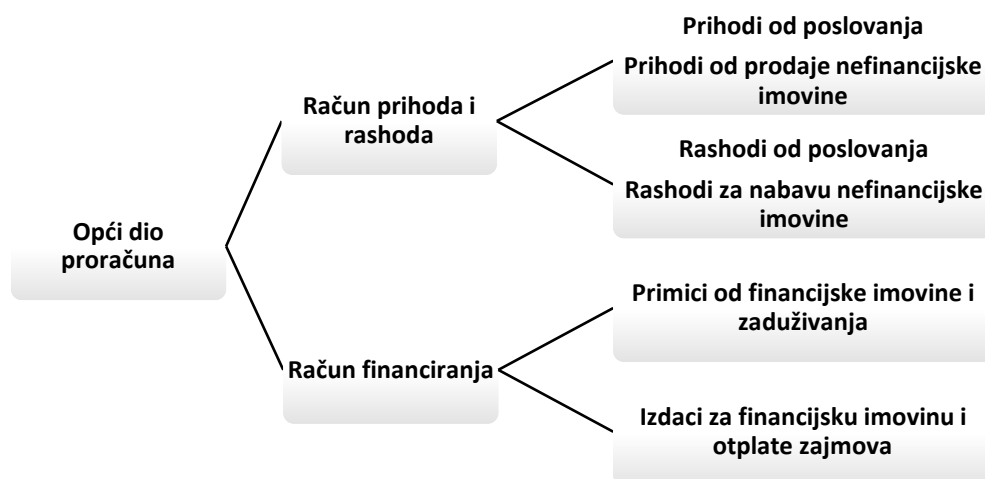 Opći dio
proračuna
Račun prihoda i
rashoda
Prihodi od poslovanja
Prihodi od prodaje nefinancijske
imovine
Rashodi od poslovanja
Rashodi za nabavu nefinancijske
imovine
Račun financiranja
Primici od financijske imovine i
zaduživanja
Izdaci za financijsku imovinu i
otplate zajmova